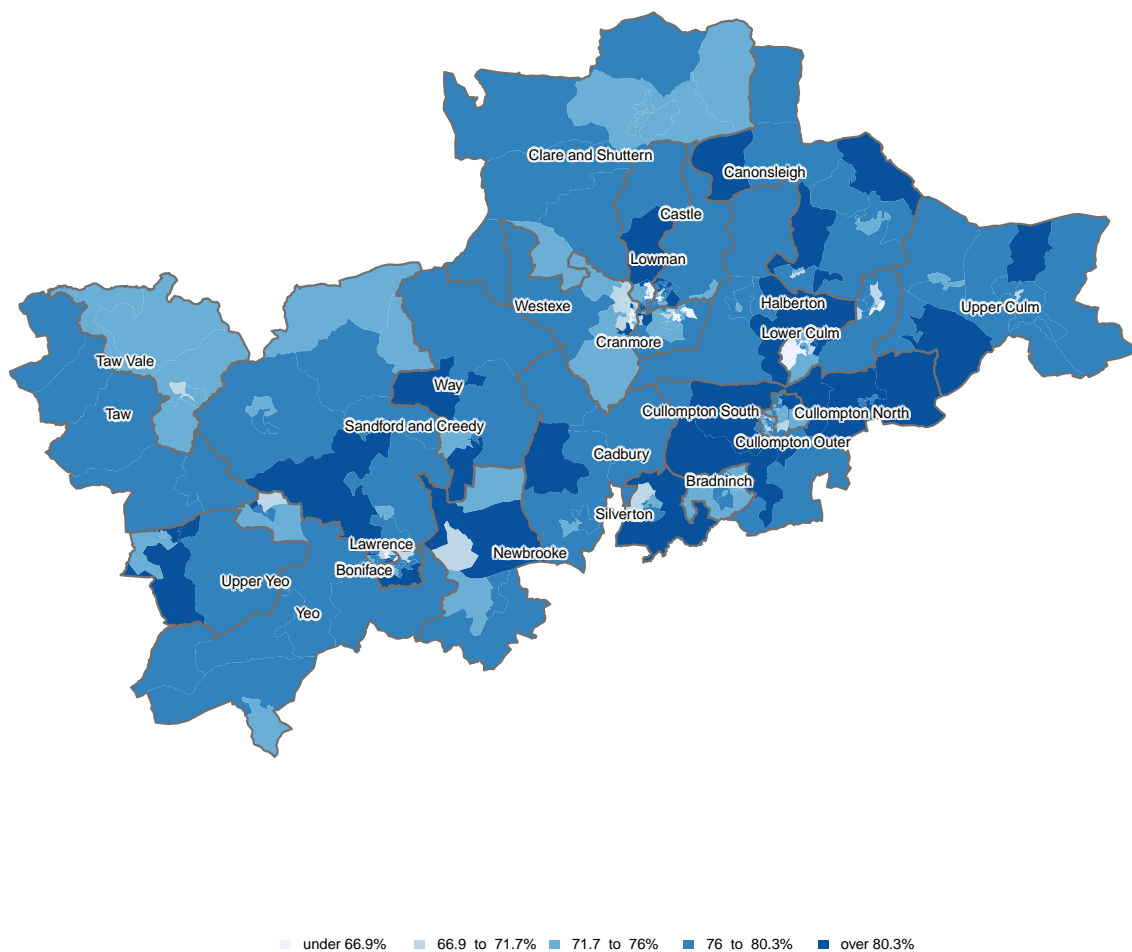 Clare and Shuttern
Canonsleigh
Castle
Lowman
Westexe
Halberton
Upper Culm
Lower Culm
Cranmore
Taw Vale
Way
Taw
Cullompton South
Cullompton North
Sandford and Creedy
Cullompton Outer
Cadbury
Bradninch
Silverton
Lawrence
Newbrooke
Boniface
Upper Yeo
Yeo
under 66.9% 66.9 to 71.7% 71.7 to 76% 76 to 80.3% over 80.3%